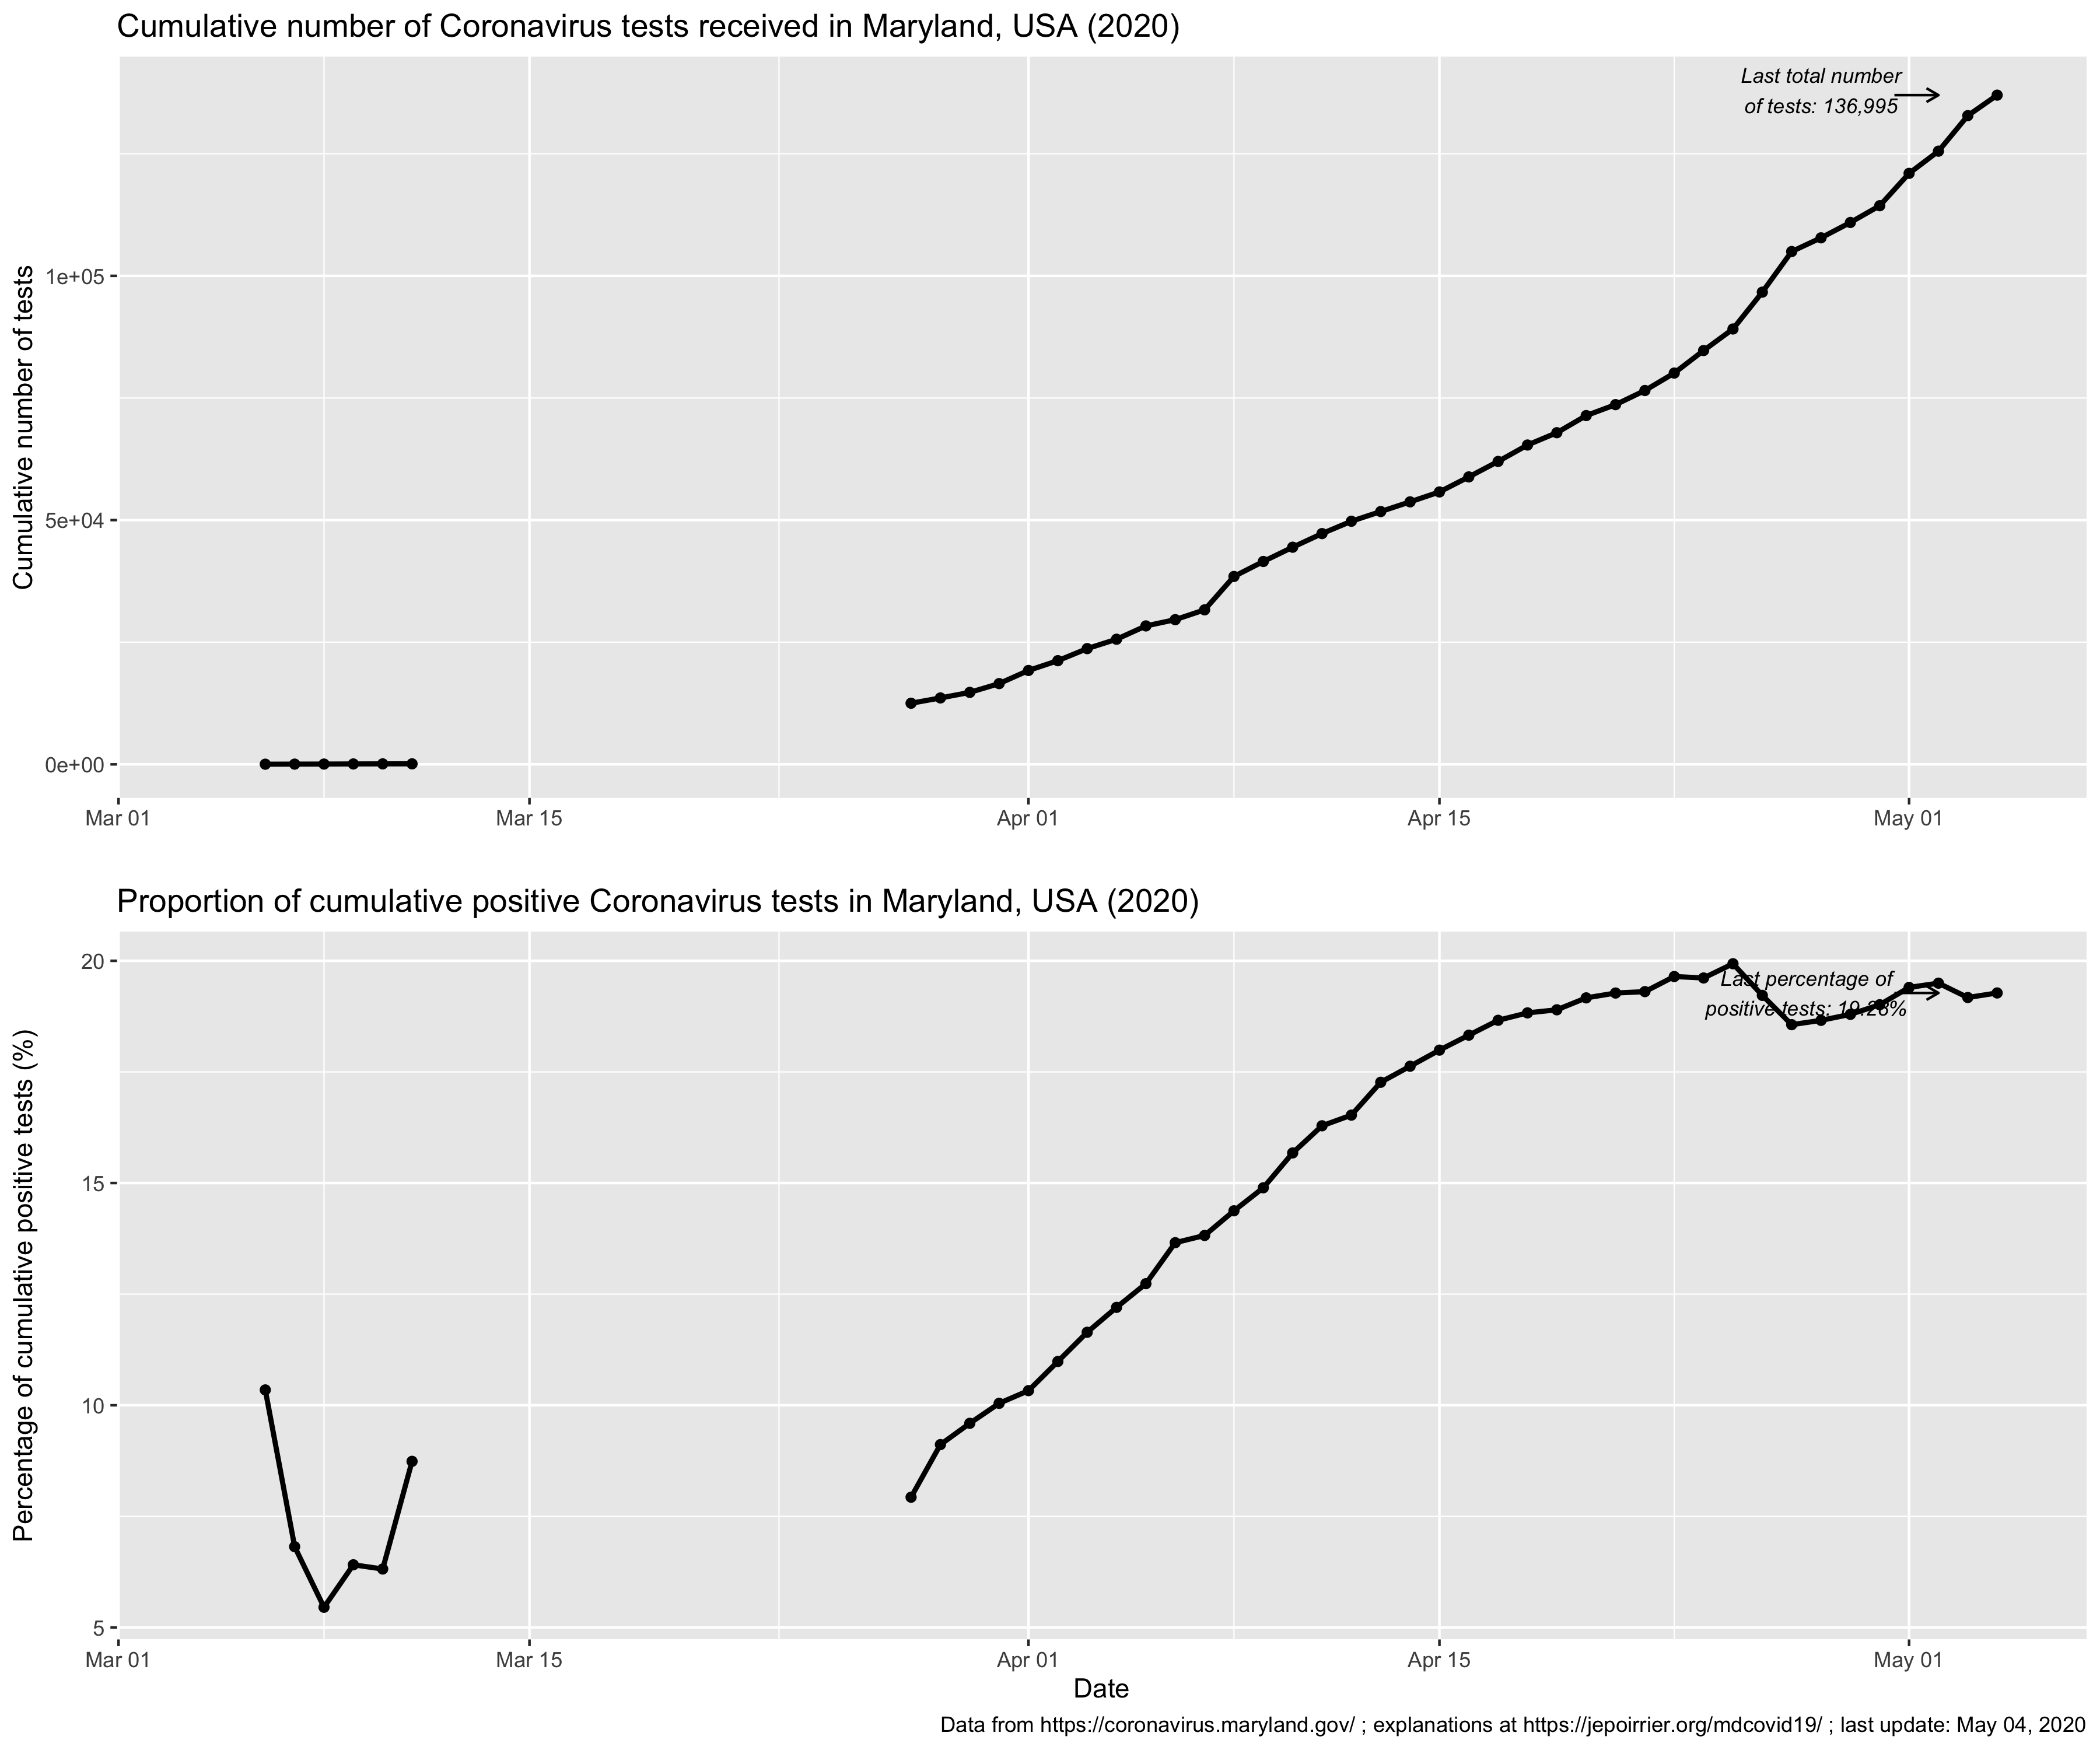 Cumulative number of Coronavirus tests received in Maryland, USA (2020)
Cumulative number of tests
1e+05
5e+04
0e+00
Last total number
of tests: 136,995
Mar 01
Mar 15
Apr 01
Apr 15
May 01
Proportion of cumulative positive Coronavirus tests in Maryland, USA (2020)
Percentage of cumulative positive tests (%)
20
15
10
5
Last percentage of
positive tests: 19.28%
Mar 01
Mar 15
Apr 01
Apr 15
May 01
Date
Data from https://coronavirus.maryland.gov/ ; explanations at https://jepoirrier.org/mdcovid19/ ; last update: May 04, 2020